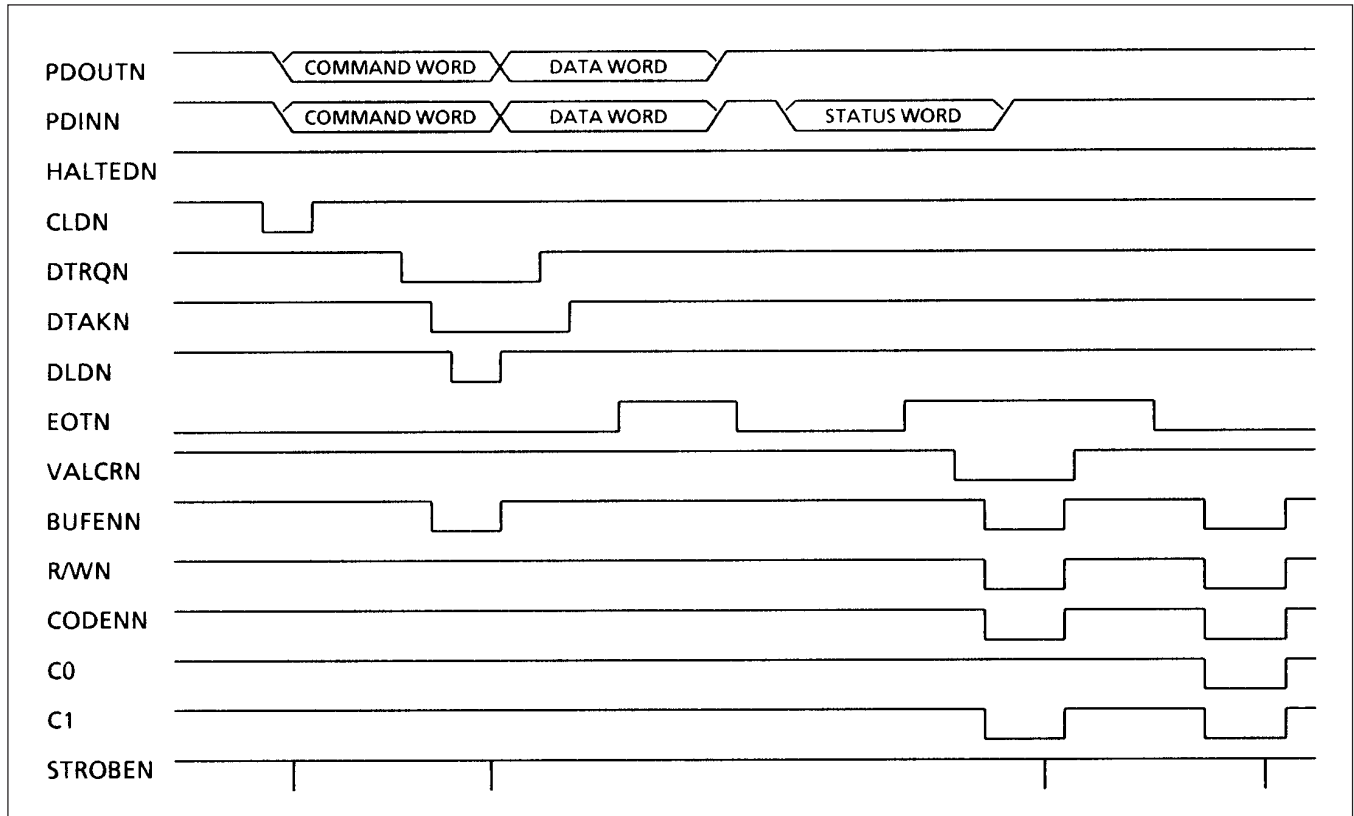 PDOUTN COMMAND WORD DATA WORD
PDINN COMMAND WORD DATA WORD STATUS WORD
HALTEDN
CLDN
DTRQN
DTAKN
DLDN
EOTN
VALCRN
BUFENN
R/WN
CODENN
C0
C1
STROBEN